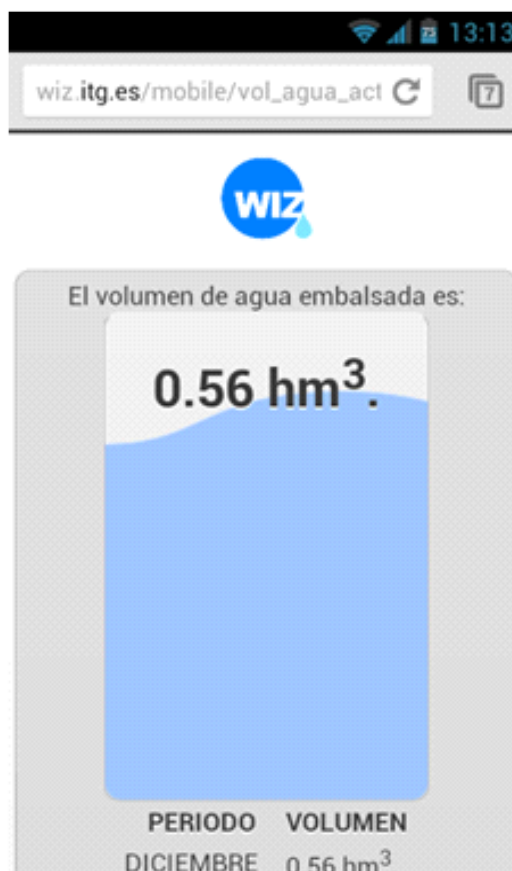 73 13:13
wiz.itg.es/mobile/vol_agua_act 7
WIZ
El volumen de agua embalsada es:
0.56 hm³.
PERIODO VOLUMEN
DICIEMBRE 0.56 hm³